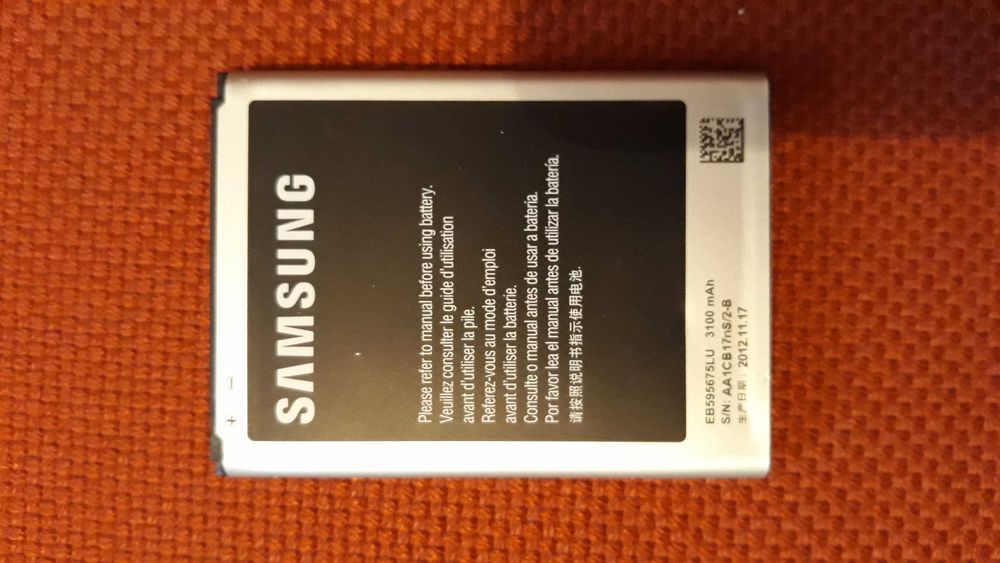 + –
SAMSUNG
Please refer to manual before using battery.
Veuillez consulter le guide d'utilisation
avant d'utiliser la pile.
Referez-vous au mode d'emploi
avant d'utiliser la batterie.
Consulte o manual antes de usar a bateria.
Por favor lea el manual antes de utilizar la batería.
请按照说明书指示使用电池.
EB595675LU 3100 mAh
S/N: AA1CB17nS/2-B
生产日期: 2012.11.17